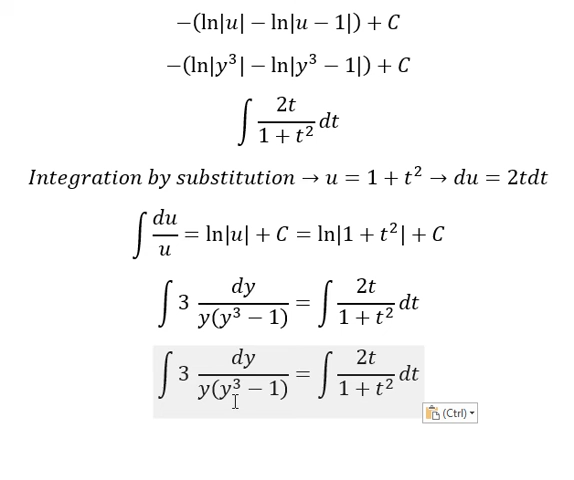 −(ln|u| − ln|u − 1|) + C
−(ln|y³| − ln|y³ − 1|) + C
∫ 2t/(1 + t²) dt
Integration by substitution → u = 1 + t² → du = 2tdt
∫ du/u = ln|u| + C = ln|1 + t²| + C
∫ 3 dy/(y(y³ − 1)) = ∫ 2t/(1 + t²) dt
∫ 3 dy/(y(y³ − 1)) = ∫ 2t/(1 + t²) dt
(Ctrl)